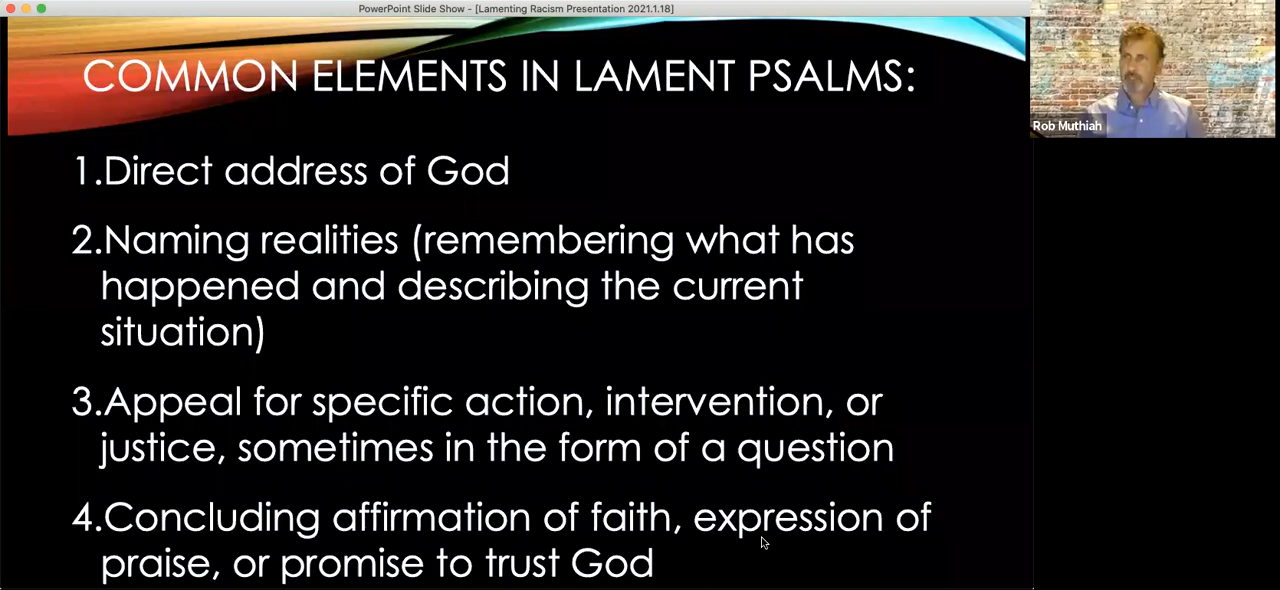 PowerPoint Slide Show - [Lamenting Racism Presentation 2021.1.18]
COMMON ELEMENTS IN LAMENT PSALMS:
1.Direct address of God
2.Naming realities (remembering what has
happened and describing the current
situation)
3.Appeal for specific action, intervention, or
justice, sometimes in the form of a question
4.Concluding affirmation of faith, expression of
praise, or promise to trust God
Rob Muthiah